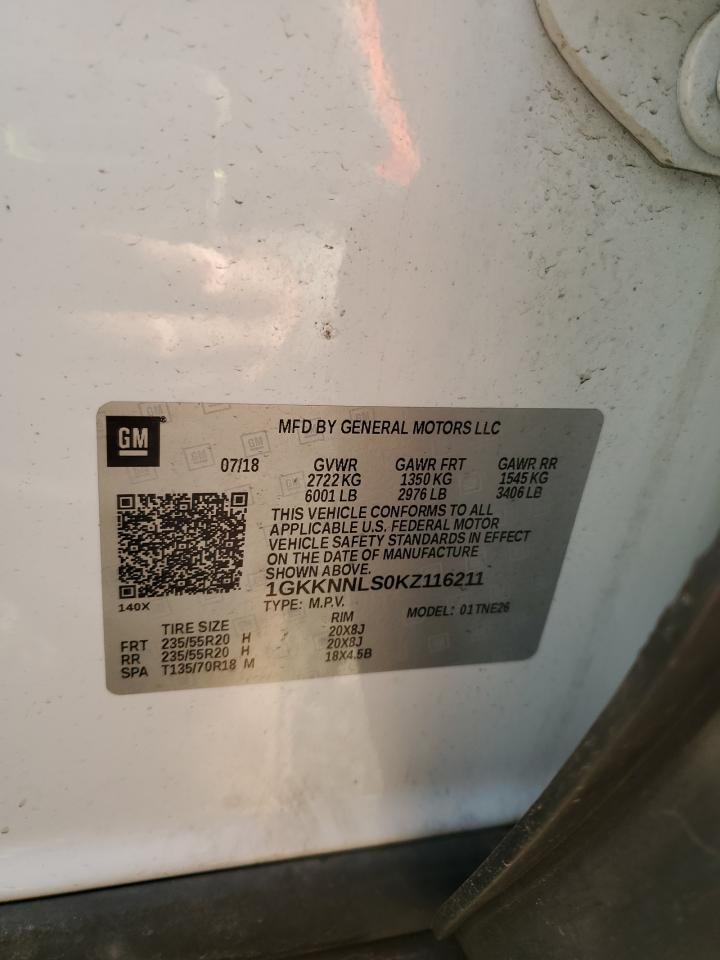 GM
MFD BY GENERAL MOTORS LLC
07/18 GVWR GAWR FRT GAWR RR
2722 KG 1350 KG 1545 KG
6001 LB 2976 LB 3406 LB
THIS VEHICLE CONFORMS TO ALL
APPLICABLE U.S. FEDERAL MOTOR
VEHICLE SAFETY STANDARDS IN EFFECT
ON THE DATE OF MANUFACTURE
SHOWN ABOVE.
1GKKNNLS0KZ116211
140X
TYPE: M.P.V. MODEL: 01TNE26
TIRE SIZE RIM
FRT 235/55R20 H 20X8J
RR 235/55R20 H 20X8J
SPA T135/70R18 M 18X4.5B